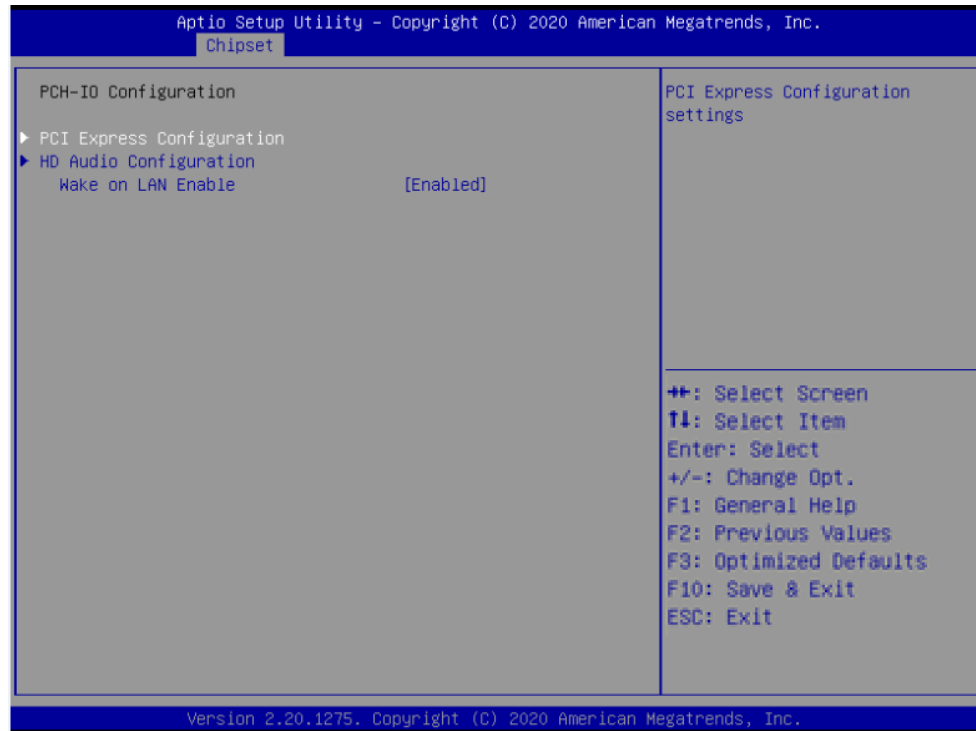 Aptio Setup Utility – Copyright (C) 2020 American Megatrends, Inc.
Chipset
PCH-IO Configuration
PCI Express Configuration
HD Audio Configuration
Wake on LAN Enable [Enabled]
PCI Express Configuration
settings
→←: Select Screen
↑↓: Select Item
Enter: Select
+/-: Change Opt.
F1: General Help
F2: Previous Values
F3: Optimized Defaults
F10: Save & Exit
ESC: Exit
Version 2.20.1275. Copyright (C) 2020 American Megatrends, Inc.